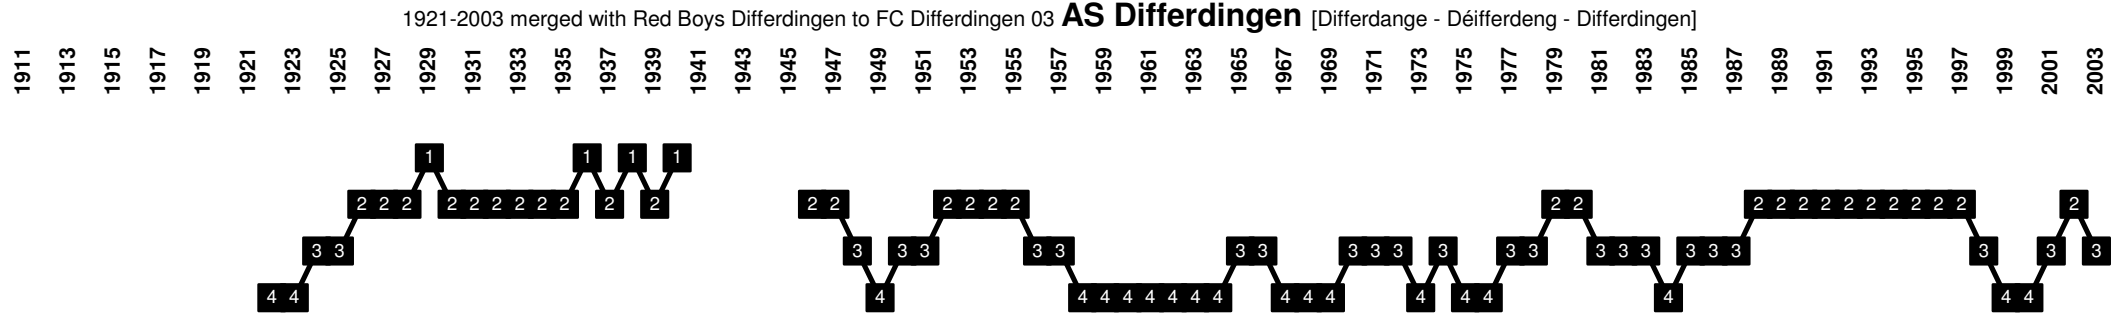 1921-2003 merged with Red Boys Differdingen to FC Differdingen 03 AS Differdingen [Differdange - Déifferdeng - Differdingen]
1911 1913 1915 1917 1919 1921 1923 1925 1927 1929 1931 1933 1935 1937 1939 1941 1943 1945 1947 1949 1951 1953 1955 1957 1959 1961 1963 1965 1967 1969 1971 1973 1975 1977 1979 1981 1983 1985 1987 1989 1991 1993 1995 1997 1999 2001 2003
1 1 1 1
2 2 2 2 2 2 2 2 2 2 2 2 2 2 2 2 2 2 2 2 2 2 2 2 2 2 2 2 2 2 2 2
3 3 3 3 3 3 3 3 3 3 3 3 3 3 3 3 3 3 3 3 3 3 3
4 4 4 4 4 4 4 4 4 4 4 4 4 4 4 4 4 4 4